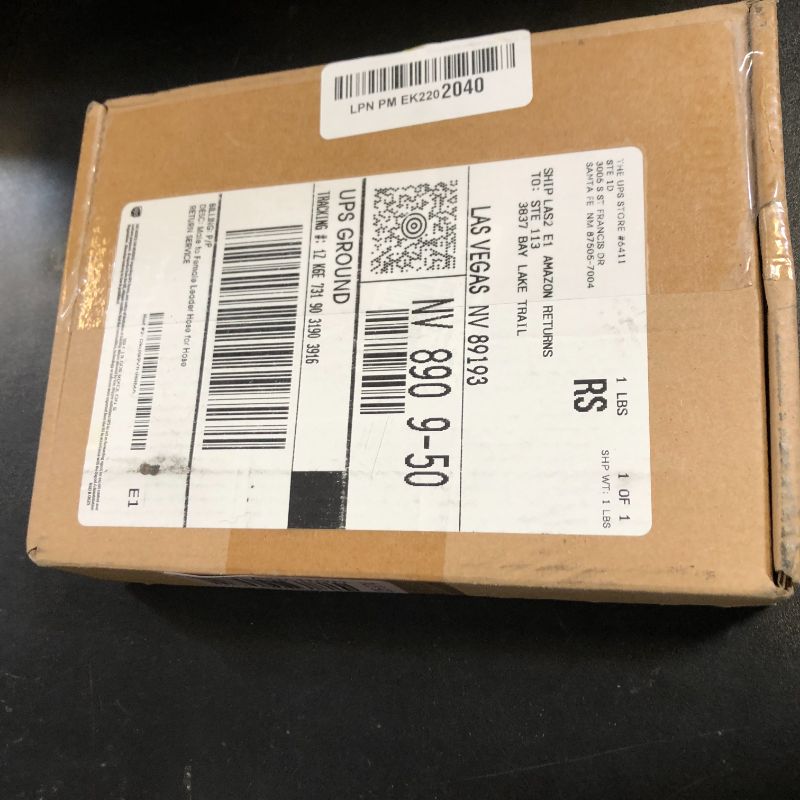 LPN PM EK220 2040
THE UPS STORE #6411
STE 1D
3005 S ST FRANCIS DR
SANTA FE NM 87505-7004
1 LBS 1 OF 1
SHP WT: 1 LBS
RS
SHIP LAS2 E1 AMAZON RETURNS
TO: STE 113
3837 BAY LAKE TRAIL
LAS VEGAS NV 89193
NV 890 9-50
UPS GROUND
TRACKING #: 1Z X6E 731 90 3190 3916
BILLING: P/P
DESC: Male to Female Leader Hose for Hose
RETURN SERVICE
E1